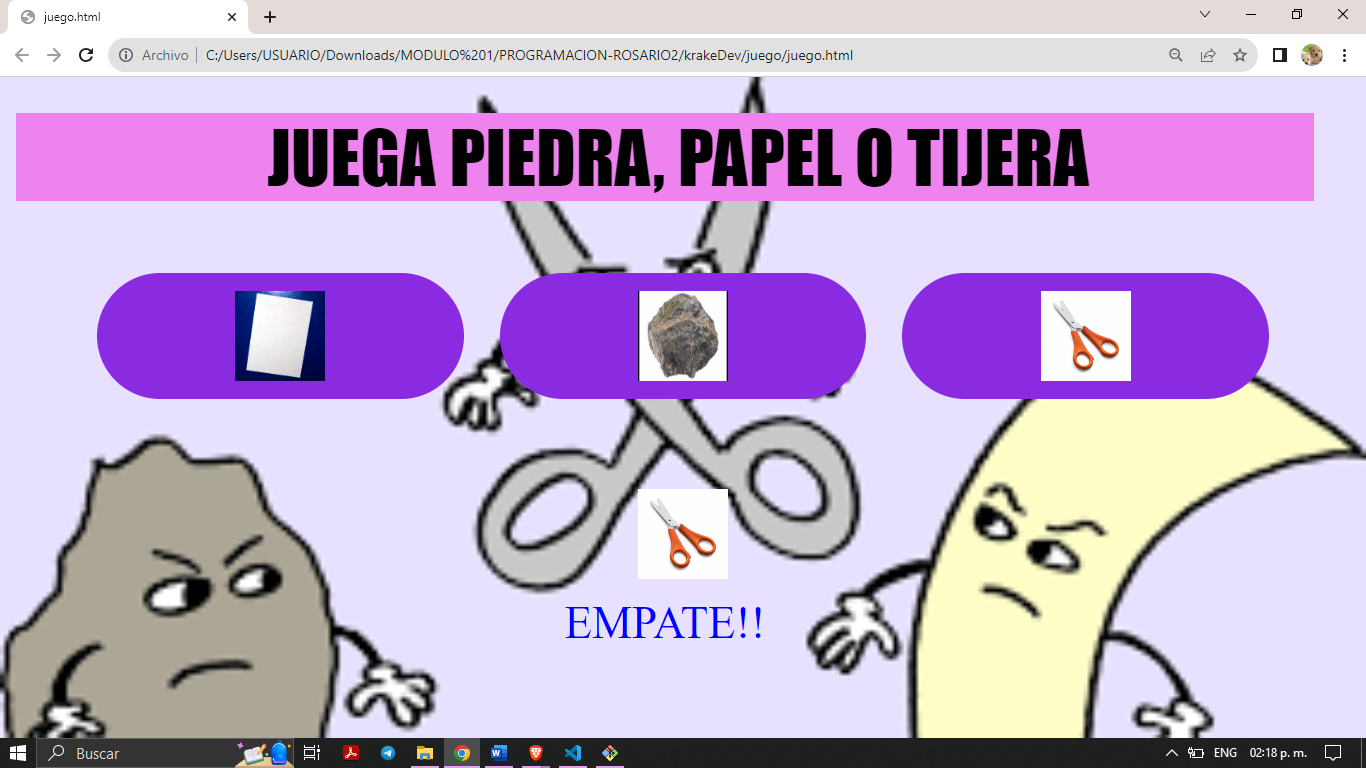 juego.html
Archivo
C:/Users/USUARIO/Downloads/MODULO%201/PROGRAMACION-ROSARIO2/krakeDev/juego/juego.html
JUEGA PIEDRA, PAPEL O TIJERA
EMPATE!!
Buscar
ENG
02:18 p. m.